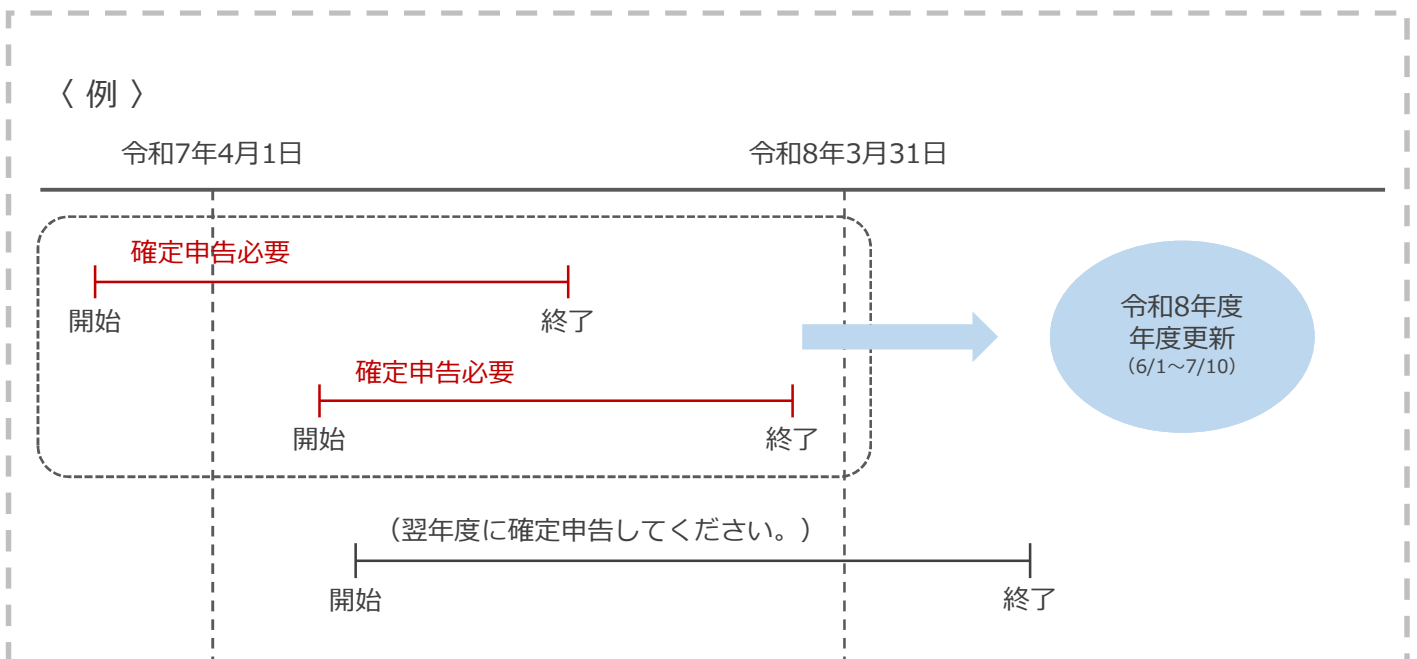 〈 例 〉
令和7年4月1日
令和8年3月31日
確定申告必要
開始
終了
確定申告必要
開始
終了
令和8年度
年度更新
（6/1～7/10）
（翌年度に確定申告してください。）
開始
終了